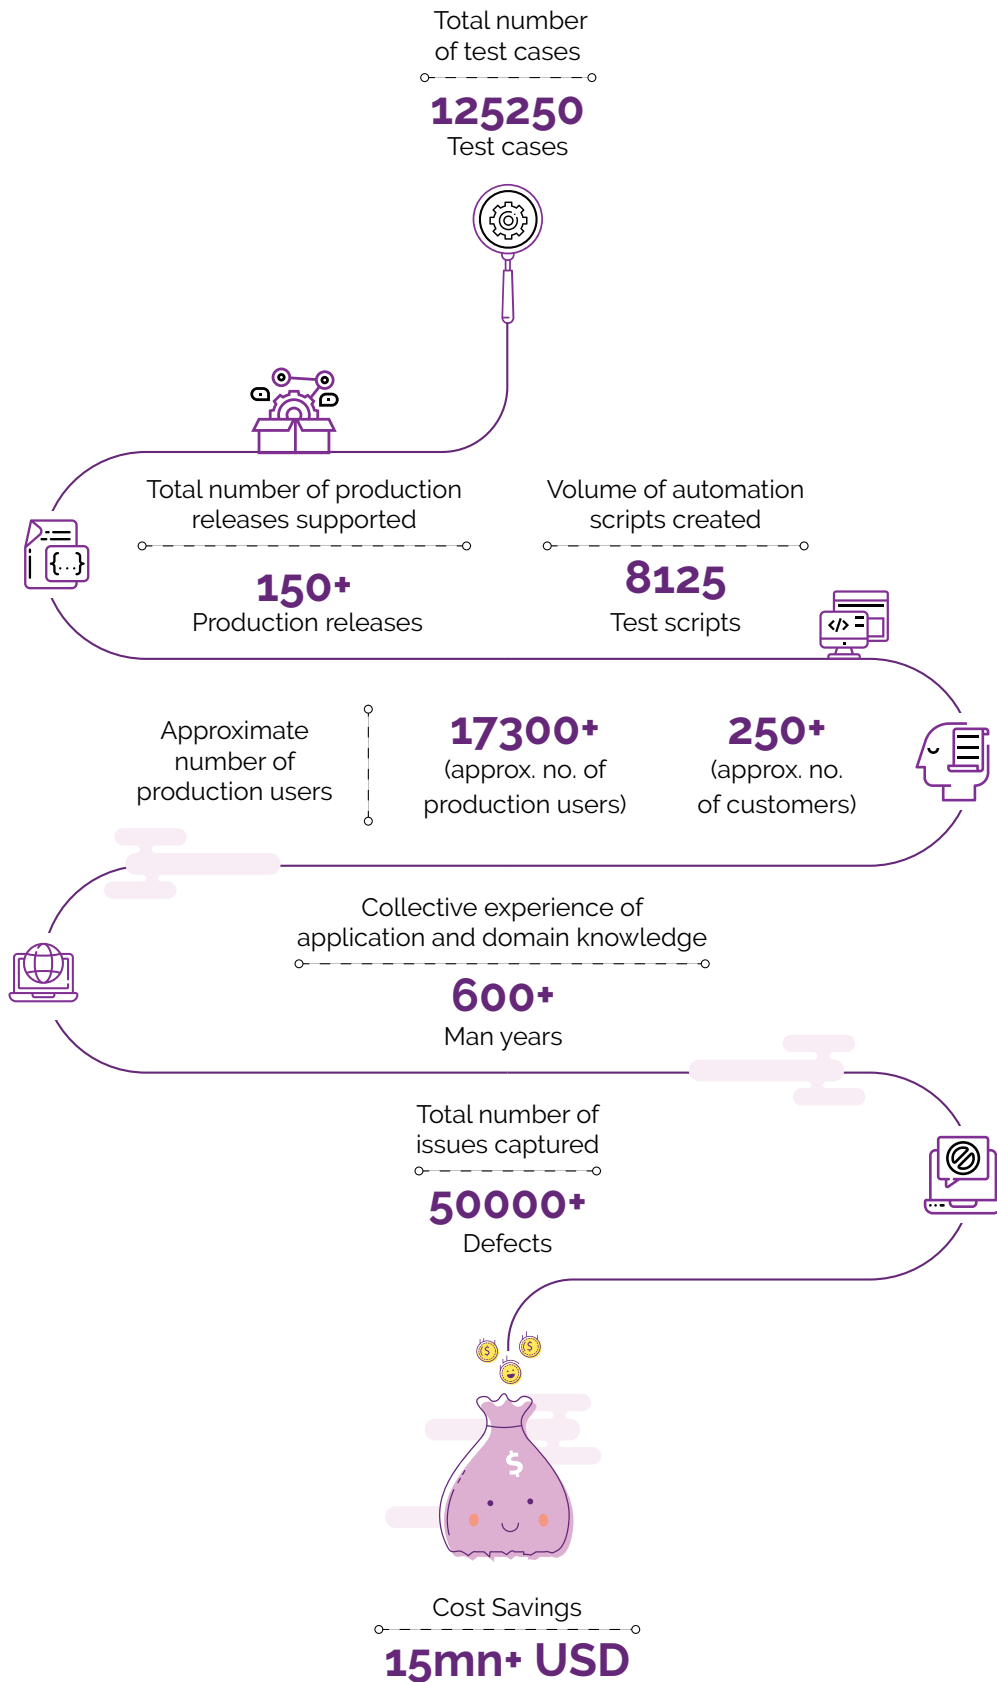 Total number
of test cases
125250
Test cases
Total number of production
releases supported
150+
Production releases
Volume of automation
scripts created
8125
Test scripts
{...}
</>
Approximate
number of
production users
17300+
(approx. no. of
production users)
250+
(approx. no.
of customers)
Collective experience of
application and domain knowledge
600+
Man years
Total number of
issues captured
50000+
Defects
$
$
$
Cost Savings
15mn+ USD